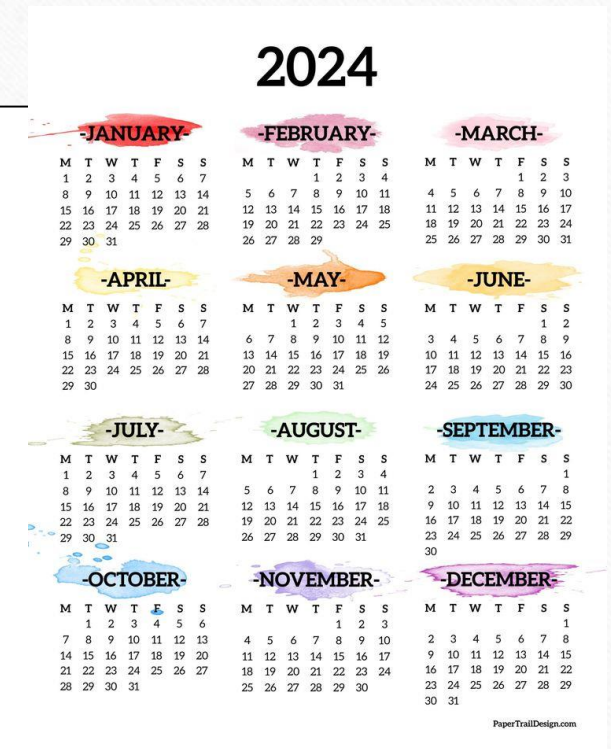 2024
-JANUARY-
M T W T F S S
1 2 3 4 5 6 7
8 9 10 11 12 13 14
15 16 17 18 19 20 21
22 23 24 25 26 27 28
29 30 31
-FEBRUARY-
M T W T F S S
1 2 3 4
5 6 7 8 9 10 11
12 13 14 15 16 17 18
19 20 21 22 23 24 25
26 27 28 29
-MARCH-
M T W T F S S
1 2 3
4 5 6 7 8 9 10
11 12 13 14 15 16 17
18 19 20 21 22 23 24
25 26 27 28 29 30 31
-APRIL-
M T W T F S S
1 2 3 4 5 6 7
8 9 10 11 12 13 14
15 16 17 18 19 20 21
22 23 24 25 26 27 28
29 30
-MAY-
M T W T F S S
1 2 3 4 5
6 7 8 9 10 11 12
13 14 15 16 17 18 19
20 21 22 23 24 25 26
27 28 29 30 31
-JUNE-
M T W T F S S
1 2
3 4 5 6 7 8 9
10 11 12 13 14 15 16
17 18 19 20 21 22 23
24 25 26 27 28 29 30
-JULY-
M T W T F S S
1 2 3 4 5 6 7
8 9 10 11 12 13 14
15 16 17 18 19 20 21
22 23 24 25 26 27 28
29 30 31
-AUGUST-
M T W T F S S
1 2 3 4
5 6 7 8 9 10 11
12 13 14 15 16 17 18
19 20 21 22 23 24 25
26 27 28 29 30 31
-SEPTEMBER-
M T W T F S S
1
2 3 4 5 6 7 8
9 10 11 12 13 14 15
16 17 18 19 20 21 22
23 24 25 26 27 28 29
30
-OCTOBER-
M T W T F S S
1 2 3 4 5 6
7 8 9 10 11 12 13
14 15 16 17 18 19 20
21 22 23 24 25 26 27
28 29 30 31
-NOVEMBER-
M T W T F S S
1 2 3
4 5 6 7 8 9 10
11 12 13 14 15 16 17
18 19 20 21 22 23 24
25 26 27 28 29 30
-DECEMBER-
M T W T F S S
1
2 3 4 5 6 7 8
9 10 11 12 13 14 15
16 17 18 19 20 21 22
23 24 25 26 27 28 29
30 31
PaperTrailDesign.com